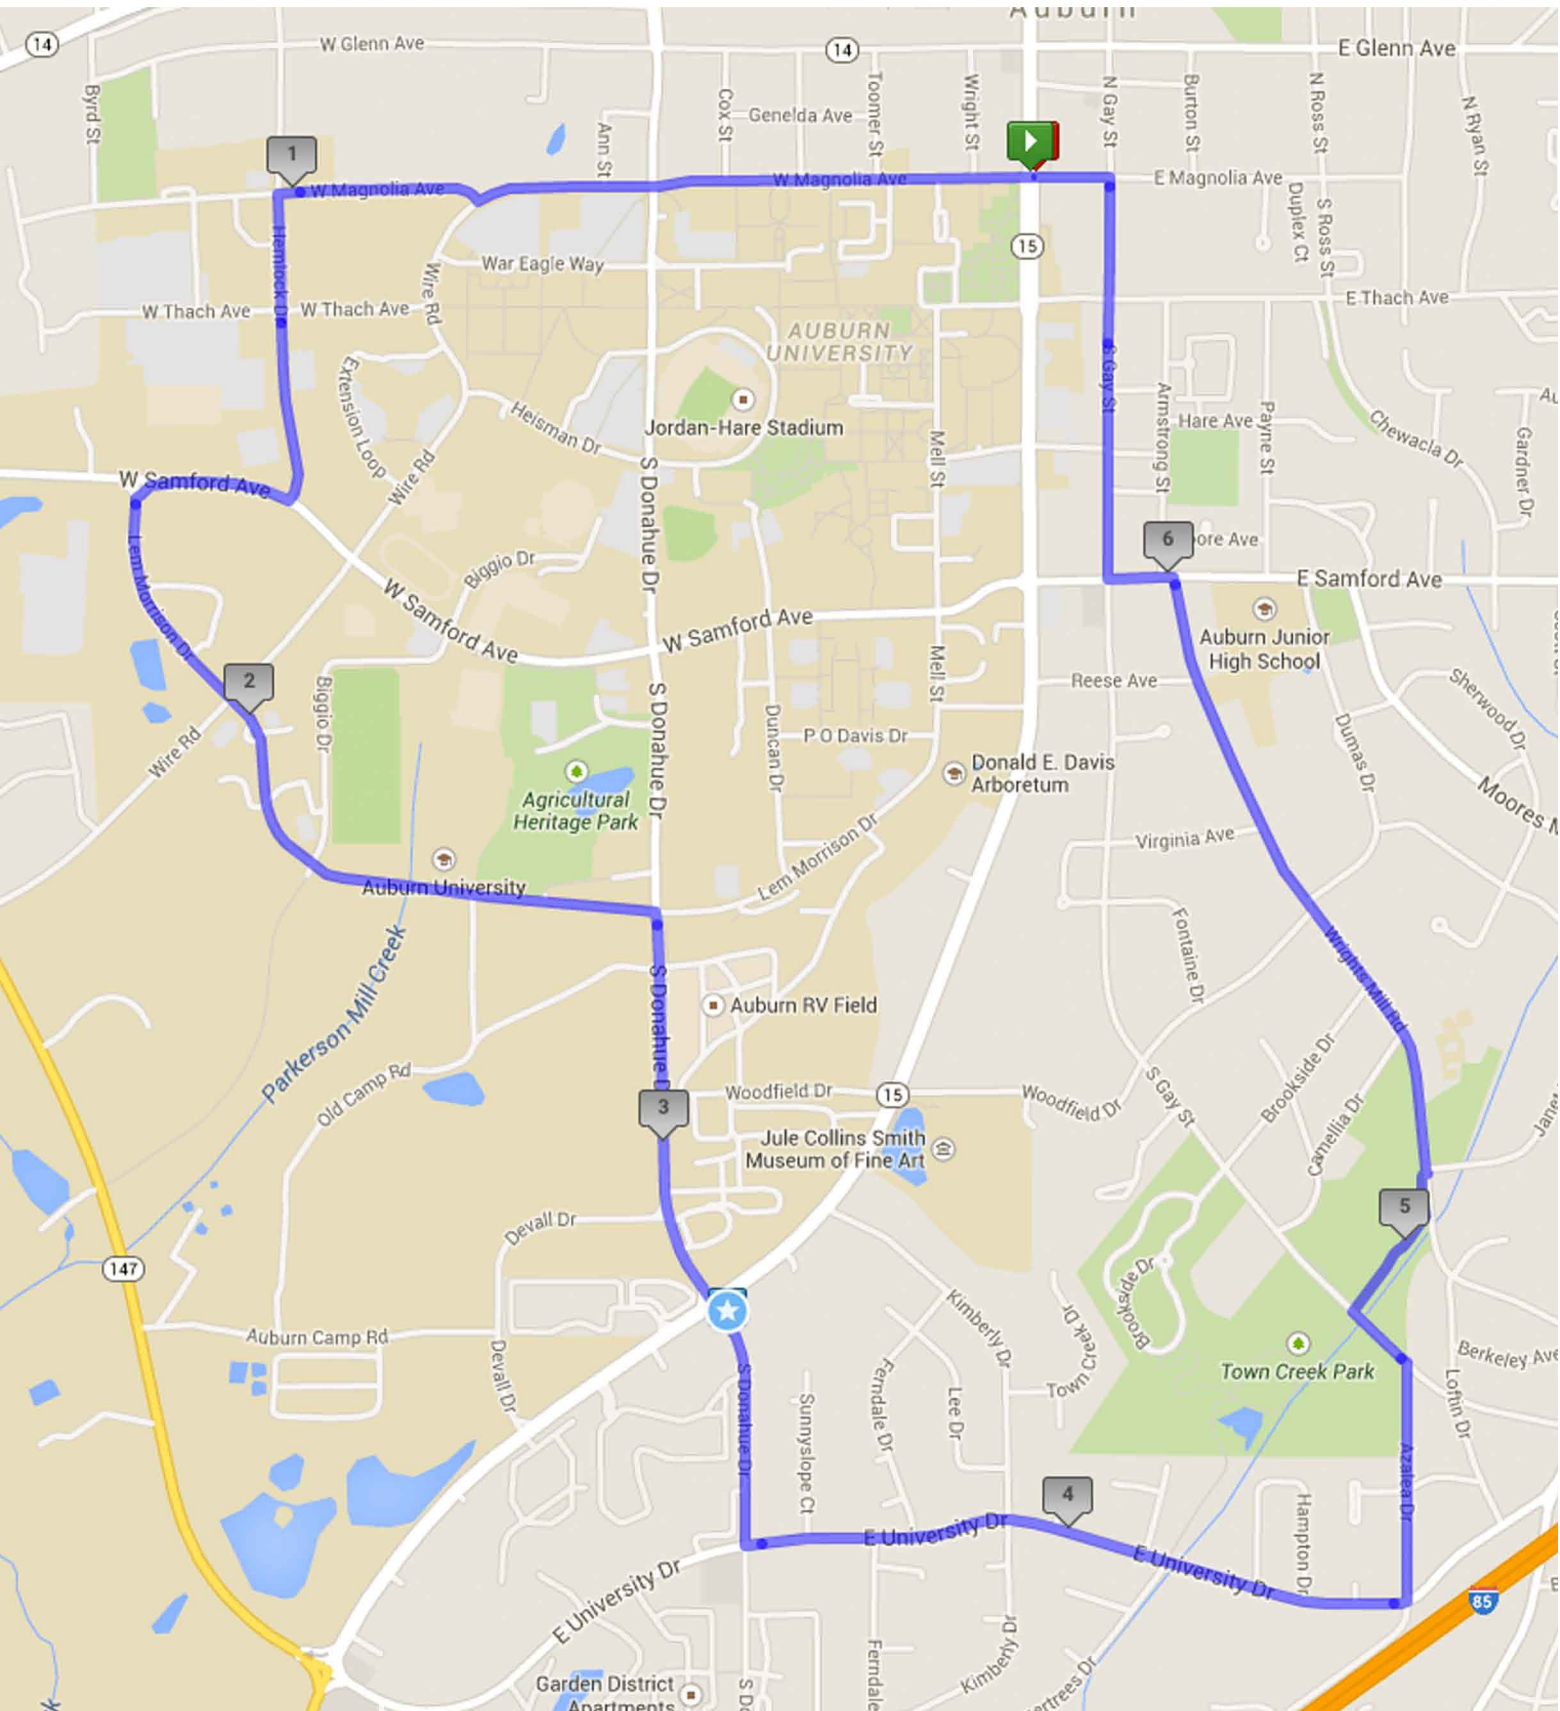 Auburn
14
W Glenn Ave
14
E Glenn Ave
Byrd St
Ann St
Cox St
Genelda Ave
Toomer St
Wright St
N Gay St
Burton St
N Ross St
N Ryan St
1
W Magnolia Ave
W Magnolia Ave
E Magnolia Ave
Duplex Ct
S Ross St
15
Hemlock Dr
War Eagle Way
Wire Rd
W Thach Ave
W Thach Ave
E Thach Ave
AUBURN
UNIVERSITY
Extension Loop
S Gay St
Jordan-Hare Stadium
Heisman Dr
Armstrong St
Hare Ave
Payne St
Chewacla Dr
Gardner Dr
Mell St
Wire Rd
W Samford Ave
S Donahue Dr
6
ore Ave
Biggio Dr
E Samford Ave
Lem Morrison Dr
W Samford Ave
W Samford Ave
Auburn Junior
High School
2
Biggio Dr
S Donahue Dr
Mell St
Reese Ave
Sherwood Dr
Wire Rd
Duncan Dr
P O Davis Dr
Dumas Dr
Donald E. Davis
Arboretum
Moores M
Agricultural
Heritage Park
Virginia Ave
Lem Morrison Dr
Auburn University
Fontaine Dr
Wrights Mill Rd
Parkerson-Mill-Creek
S Donahue D
Auburn RV Field
Old Camp Rd
Woodfield Dr
15
Woodfield Dr
S Gay St
Brookside Dr
Camellia Dr
Jane
3
Jule Collins Smith
Museum of Fine Art
5
Devall Dr
147
Brookside Dr
Auburn Camp Rd
Kimberly Dr
Town Creek Dr
Town Creek Park
Berkeley Ave
Devall Dr
S Donahue Dr
Sunnyslope Ct
Ferndale Dr
Lee Dr
Loftin Dr
Azalea Dr
4
E University Dr
E University Dr
Hampton Dr
E University Dr
85
Kimberly Dr
Ferndale
ertrees Dr
Garden District
Apartments
S Do